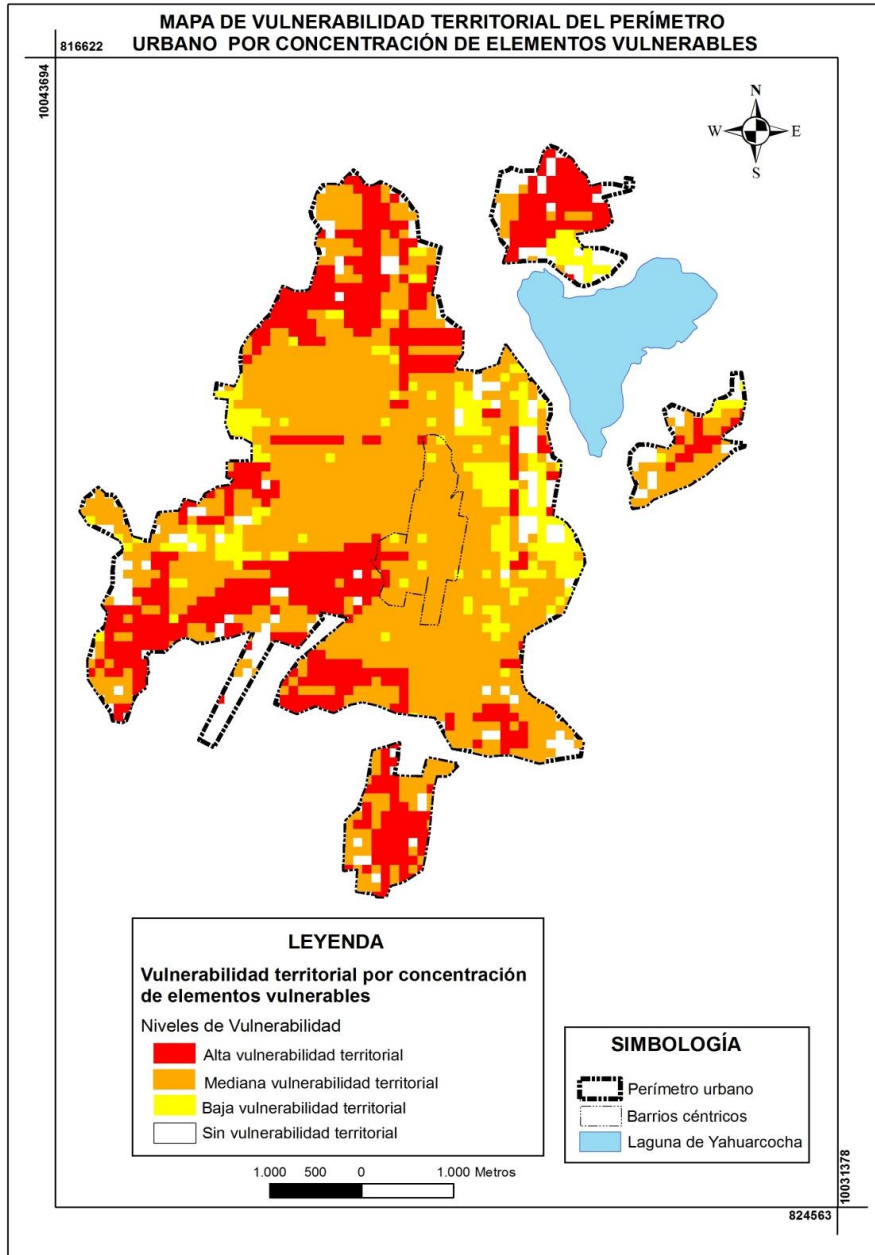 MAPA DE VULNERABILIDAD TERRITORIAL DEL PERÍMETRO
URBANO POR CONCENTRACIÓN DE ELEMENTOS VULNERABLES
816622
10043694
N
W
E
S
LEYENDA
Vulnerabilidad territorial por concentración
de elementos vulnerables
Niveles de Vulnerabilidad
Alta vulnerabilidad territorial
Mediana vulnerabilidad territorial
Baja vulnerabilidad territorial
Sin vulnerabilidad territorial
SIMBOLOGÍA
Perímetro urbano
Barrios céntricos
Laguna de Yahuarcocha
1.000 500 0 1.000 Metros
10031378
824563